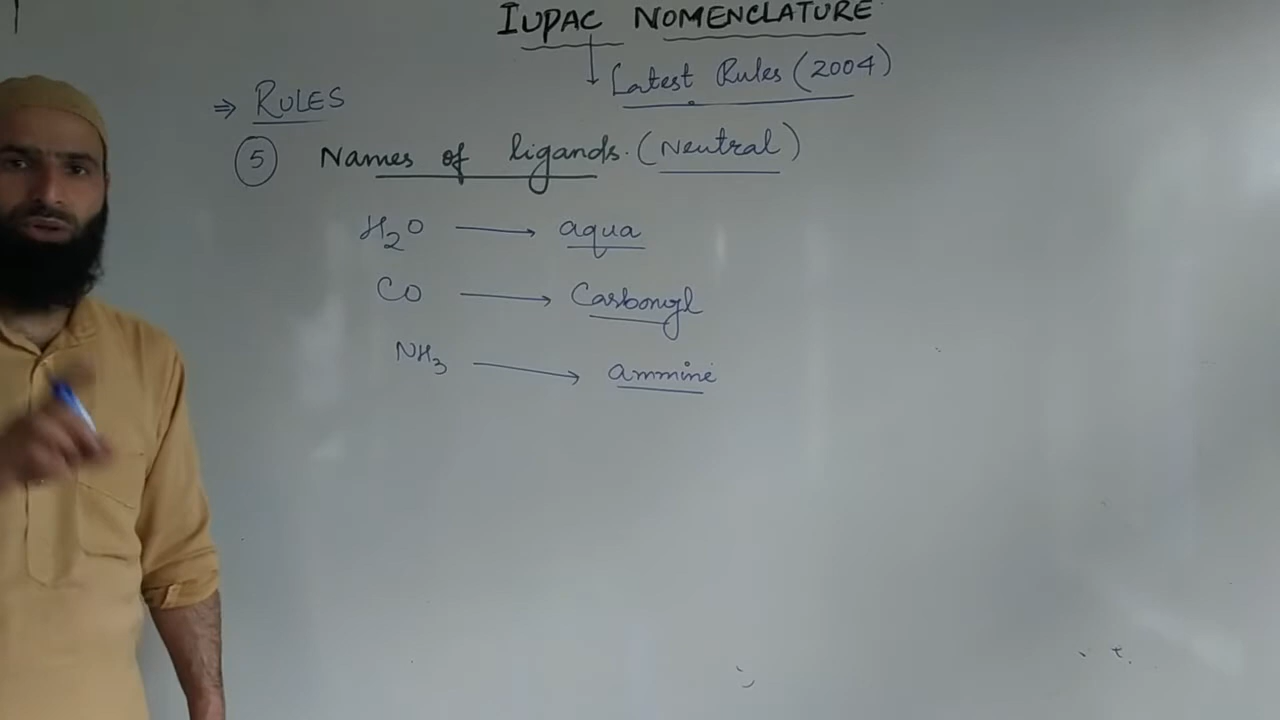 IUPAC NOMENCLATURE
↓ Latest Rules (2004)
⇒ RULES
5 Names of ligands. (Neutral)
H₂O → aqua
CO → Carbonyl
NH₃ → ammine